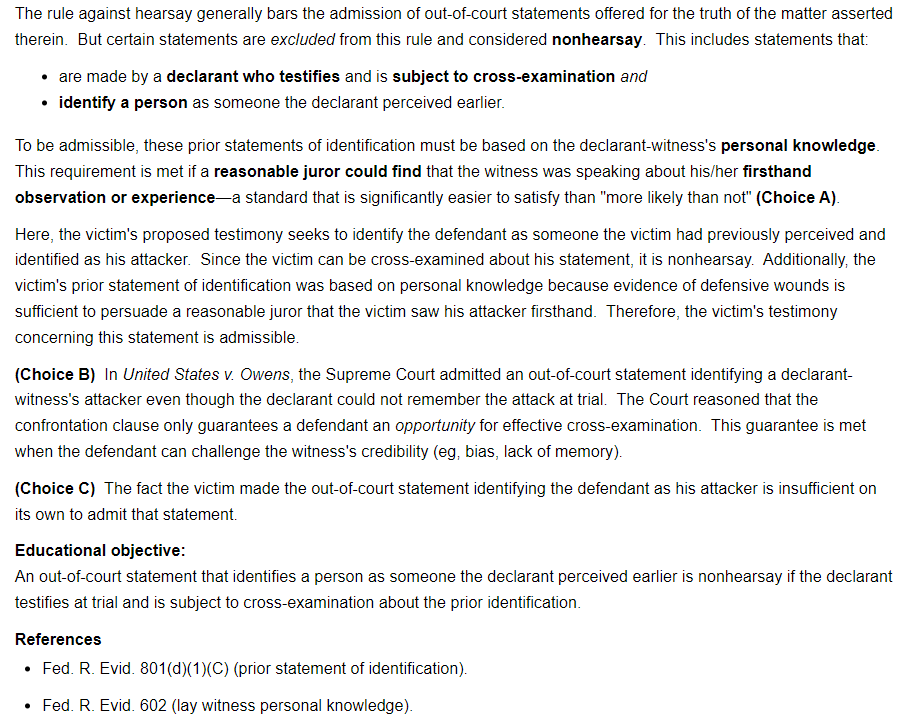 The rule against hearsay generally bars the admission of out-of-court statements offered for the truth of the matter asserted
therein.  But certain statements are excluded from this rule and considered nonhearsay.  This includes statements that:
• are made by a declarant who testifies and is subject to cross-examination and
• identify a person as someone the declarant perceived earlier.
To be admissible, these prior statements of identification must be based on the declarant-witness's personal knowledge.
This requirement is met if a reasonable juror could find that the witness was speaking about his/her firsthand
observation or experience—a standard that is significantly easier to satisfy than "more likely than not" (Choice A).
Here, the victim's proposed testimony seeks to identify the defendant as someone the victim had previously perceived and
identified as his attacker.  Since the victim can be cross-examined about his statement, it is nonhearsay.  Additionally, the
victim's prior statement of identification was based on personal knowledge because evidence of defensive wounds is
sufficient to persuade a reasonable juror that the victim saw his attacker firsthand.  Therefore, the victim's testimony
concerning this statement is admissible.
(Choice B)  In United States v. Owens, the Supreme Court admitted an out-of-court statement identifying a declarant-
witness's attacker even though the declarant could not remember the attack at trial.  The Court reasoned that the
confrontation clause only guarantees a defendant an opportunity for effective cross-examination.  This guarantee is met
when the defendant can challenge the witness's credibility (eg, bias, lack of memory).
(Choice C)  The fact the victim made the out-of-court statement identifying the defendant as his attacker is insufficient on
its own to admit that statement.
Educational objective:
An out-of-court statement that identifies a person as someone the declarant perceived earlier is nonhearsay if the declarant
testifies at trial and is subject to cross-examination about the prior identification.
References
• Fed. R. Evid. 801(d)(1)(C) (prior statement of identification).
• Fed. R. Evid. 602 (lay witness personal knowledge).